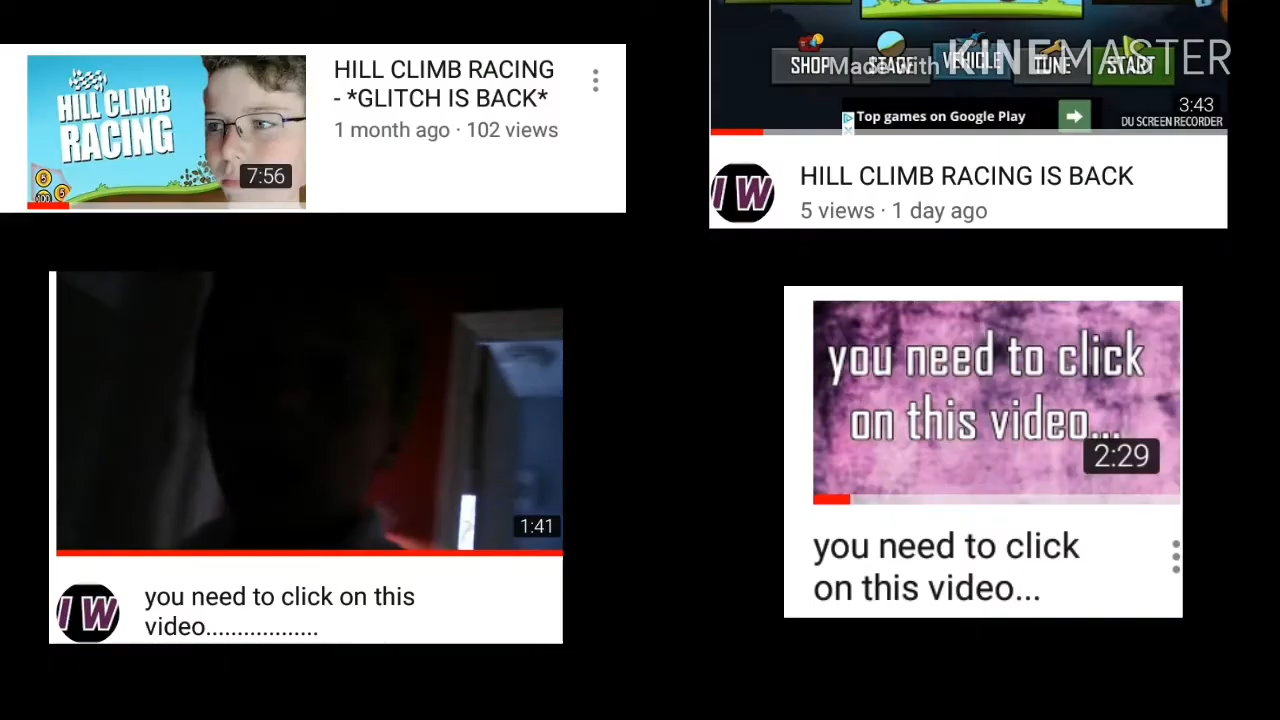 HILL CLIMB
RACING
7:56
HILL CLIMB RACING
- *GLITCH IS BACK*
1 month ago · 102 views
SHOP
STAGE
VEHICLE
TUNE
START
Made with KINEMASTER
Top games on Google Play
3:43
DU SCREEN RECORDER
I W
HILL CLIMB RACING IS BACK
5 views · 1 day ago
1:41
I W
you need to click on this
video..................
you need to click
on this video...
2:29
you need to click
on this video...